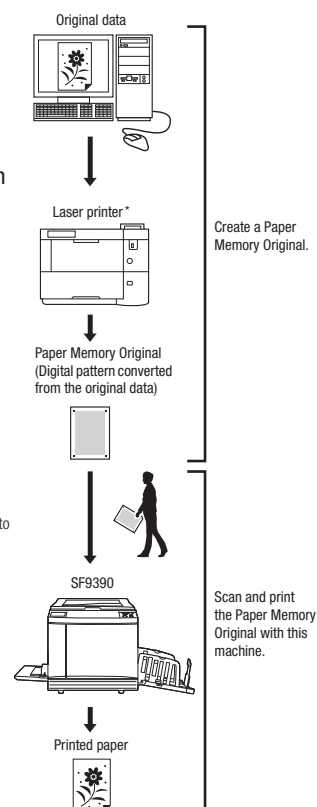 Original data
Laser printer*
Create a Paper
Memory Original.
Paper Memory Original
(Digital pattern converted
from the original data)
to
SF9390
Scan and print
the Paper Memory
Original with this
machine.
Printed paper